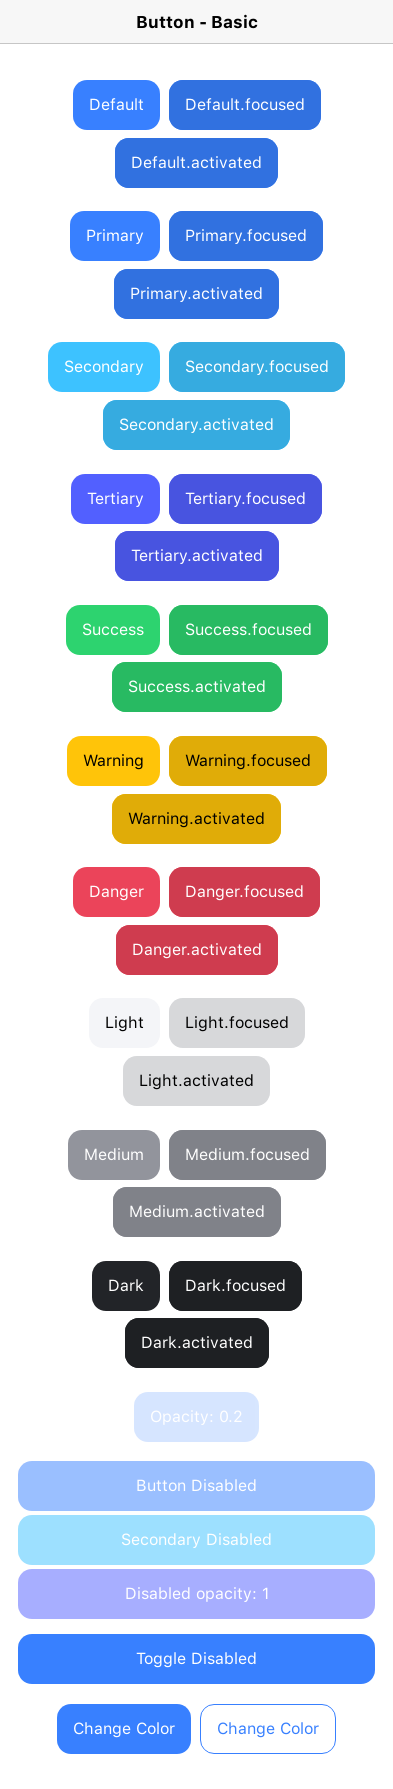 Button - Basic
Default Default.focused
Default.activated
Primary Primary.focused
Primary.activated
Secondary Secondary.focused
Secondary.activated
Tertiary Tertiary.focused
Tertiary.activated
Success Success.focused
Success.activated
Warning Warning.focused
Warning.activated
Danger Danger.focused
Danger.activated
Light Light.focused
Light.activated
Medium Medium.focused
Medium.activated
Dark Dark.focused
Dark.activated
Opacity: 0.2
Button Disabled
Secondary Disabled
Disabled opacity: 1
Toggle Disabled
Change Color Change Color